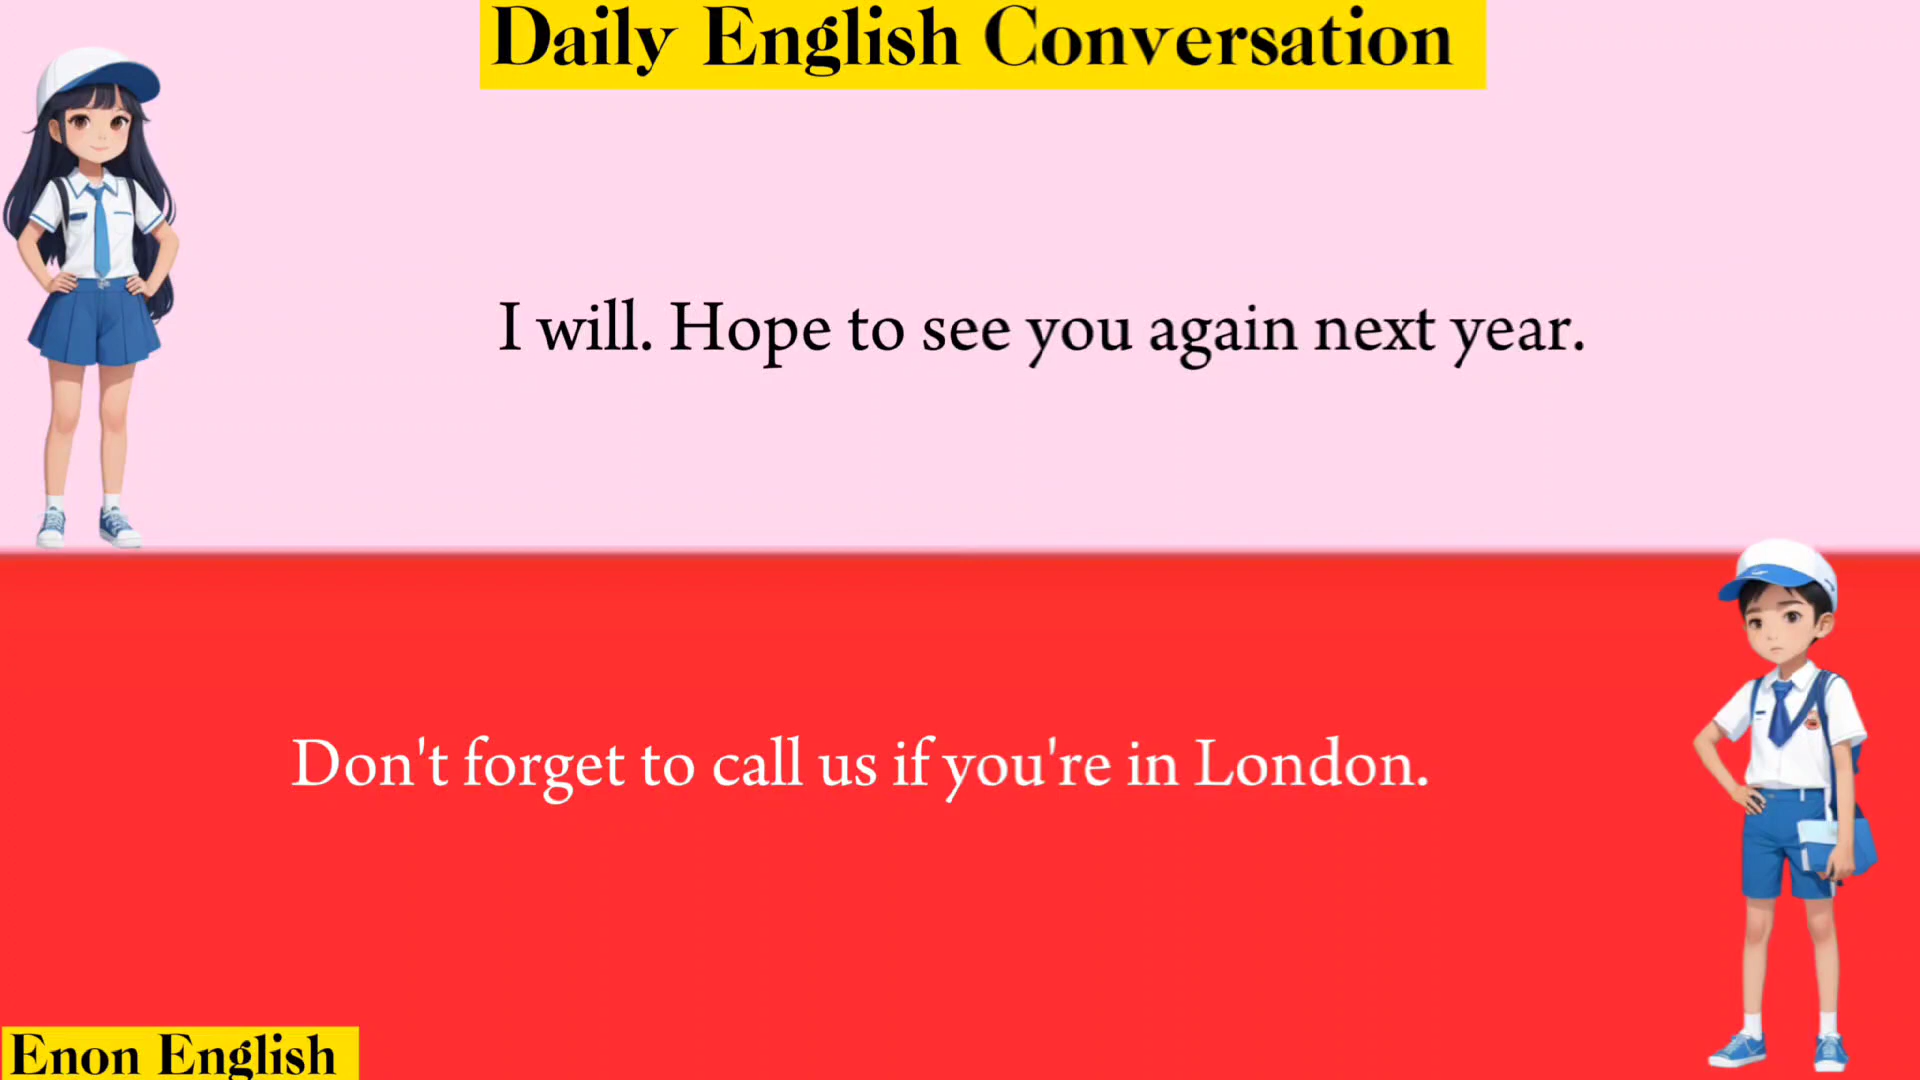 Daily English Conversation
I will. Hope to see you again next year.
Don't forget to call us if you're in London.
Enon English